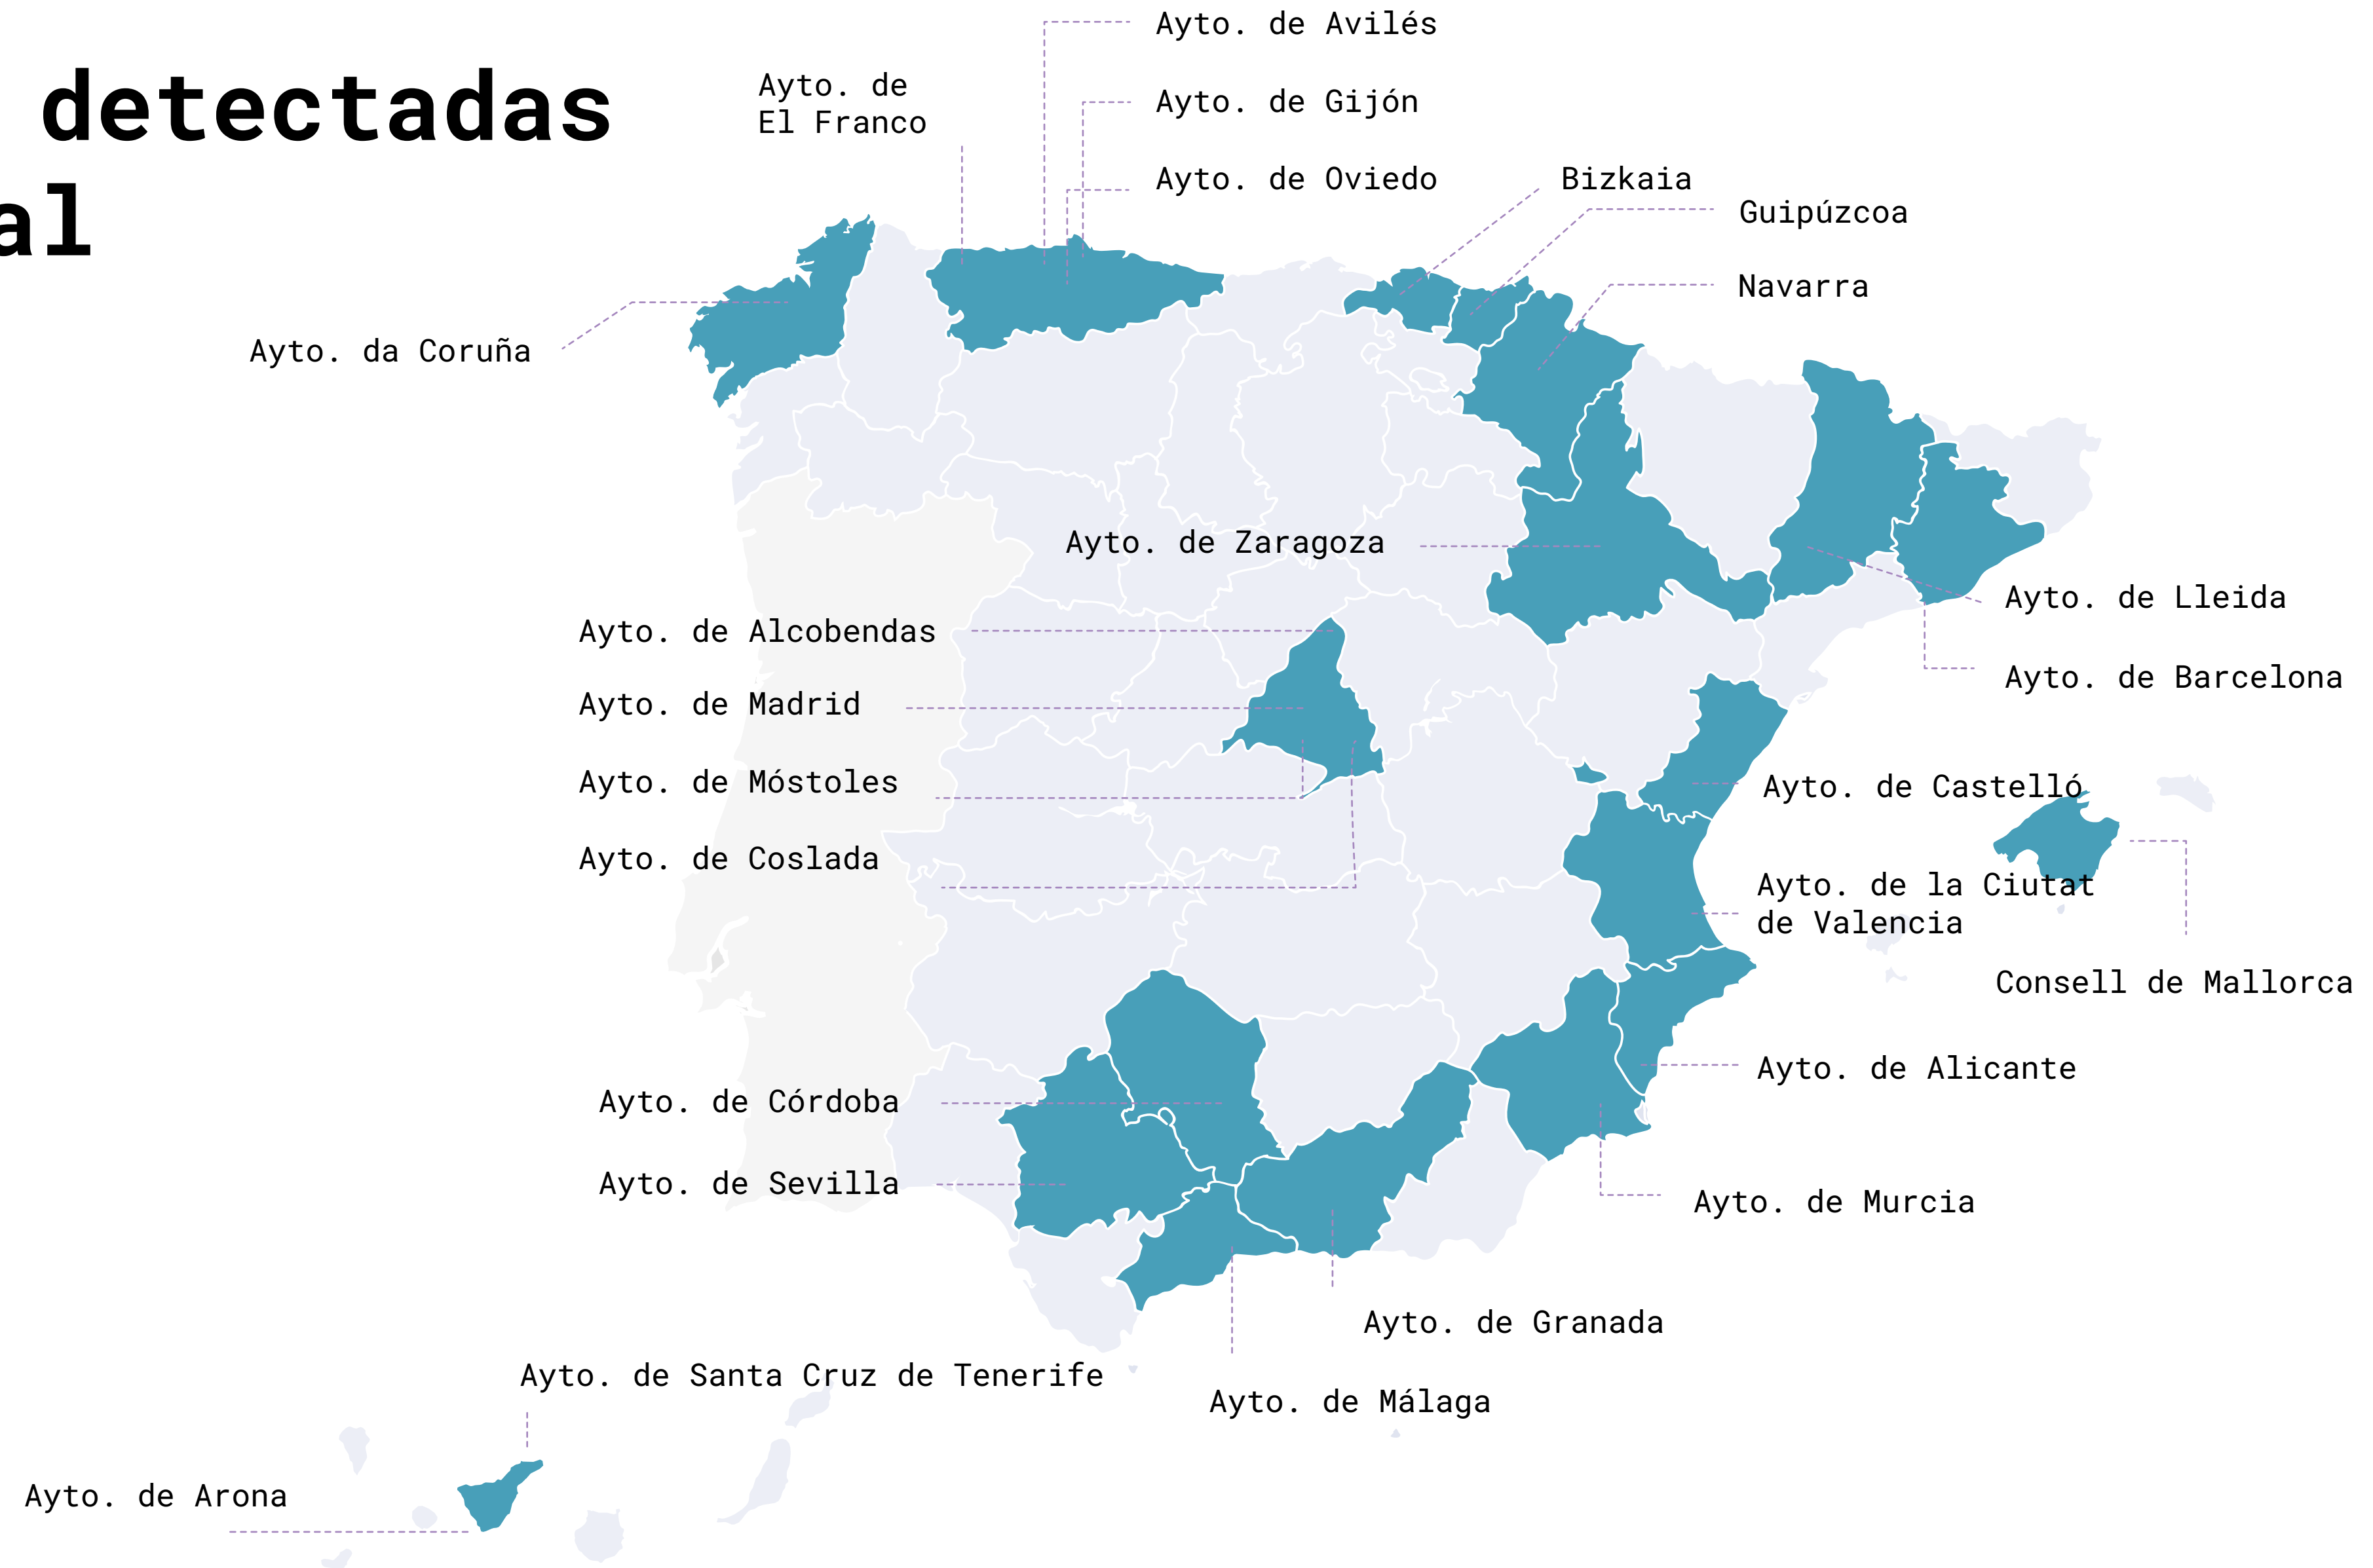 detectadas
al
Ayto. de Avilés
Ayto. de
El Franco
Ayto. de Gijón
Ayto. de Oviedo
Bizkaia
Guipúzcoa
Navarra
Ayto. da Coruña
Ayto. de Zaragoza
Ayto. de Lleida
Ayto. de Alcobendas
Ayto. de Barcelona
Ayto. de Madrid
Ayto. de Móstoles
Ayto. de Castelló
Ayto. de Coslada
Ayto. de la Ciutat
de Valencia
Consell de Mallorca
Ayto. de Alicante
Ayto. de Córdoba
Ayto. de Sevilla
Ayto. de Murcia
Ayto. de Granada
Ayto. de Santa Cruz de Tenerife
Ayto. de Málaga
Ayto. de Arona